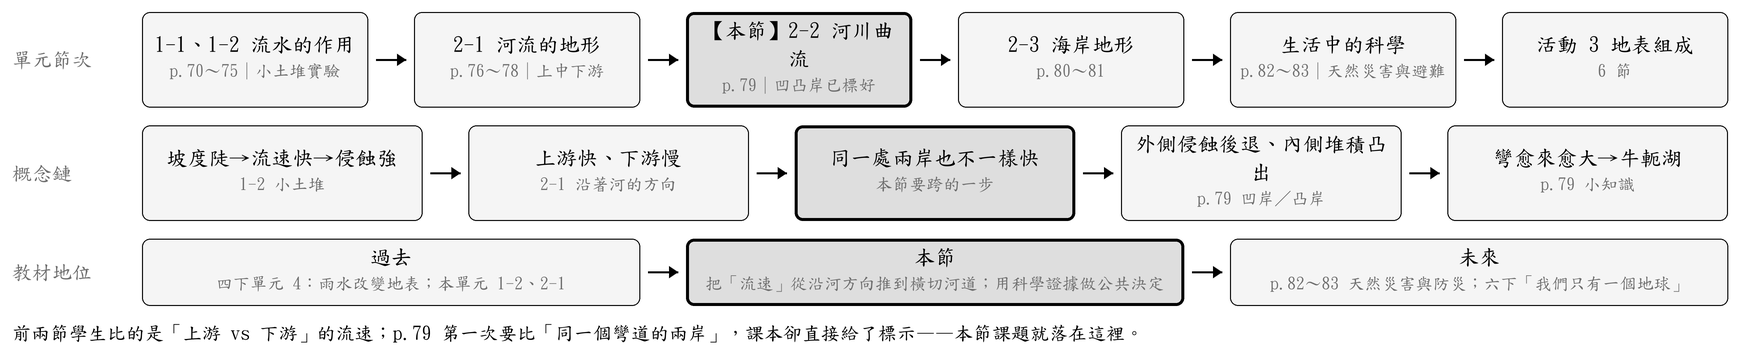 單元節次
1-1、1-2 流水的作用
p.70～75｜小土堆實驗
2-1 河流的地形
p.76～78｜上中下游
【本節】2-2 河川曲
流
p.79｜凹凸岸已標好
2-3 海岸地形
p.80～81
生活中的科學
p.82～83｜天然災害與避難
活動 3 地表組成
6 節
概念鏈
坡度陡→流速快→侵蝕強
1-2 小土堆
上游快、下游慢
2-1 沿著河的方向
同一處兩岸也不一樣快
本節要跨的一步
外側侵蝕後退、內側堆積凸
出
p.79 凹岸／凸岸
彎愈來愈大→牛軛湖
p.79 小知識
教材地位
過去
四下單元 4：雨水改變地表；本單元 1-2、2-1
本節
把「流速」從沿河方向推到橫切河道；用科學證據做公共決定
未來
p.82～83 天然災害與防災；六下「我們只有一個地球」
前兩節學生比的是「上游 vs 下游」的流速；p.79 第一次要比「同一個彎道的兩岸」，課本卻直接給了標示——本節課題就落在這裡。